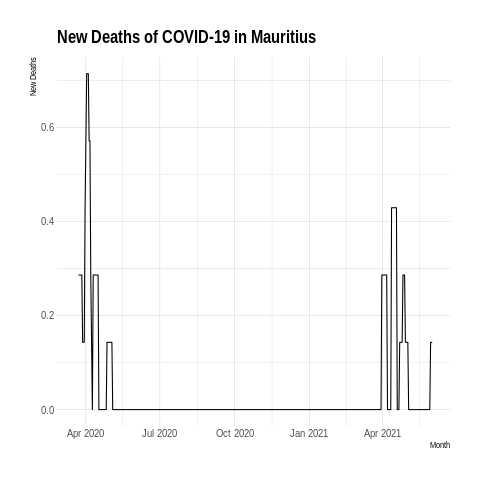 New Deaths of COVID-19 in Mauritius
New Deaths
0.6
0.4
0.2
0.0
Apr 2020 Jul 2020 Oct 2020 Jan 2021 Apr 2021
Month